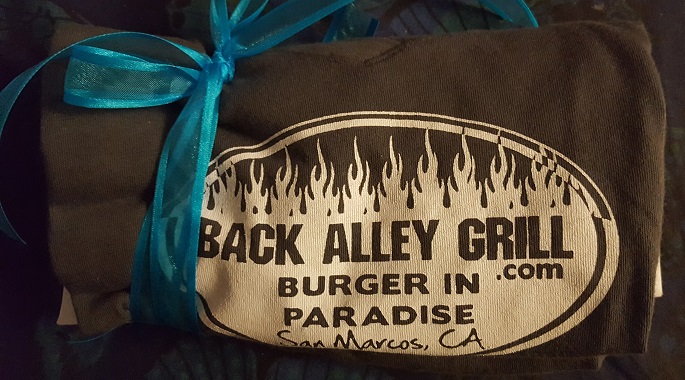 BACK ALLEY GRILL
.com
BURGER IN
PARADISE
San Marcos, CA